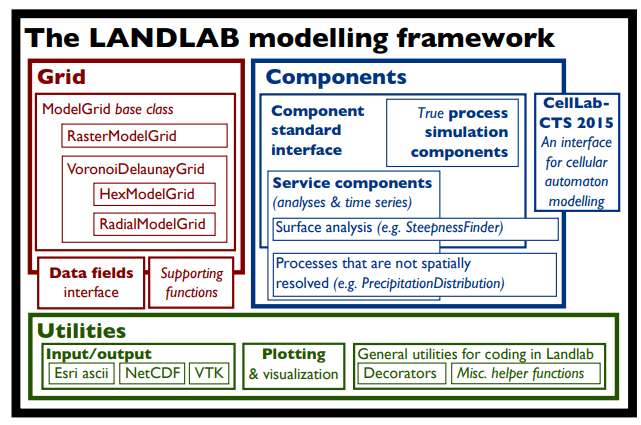 The LANDLAB modelling framework
Grid
ModelGrid base class
RasterModelGrid
VoronoiDelaunayGrid
HexModelGrid
RadialModelGrid
Data fields
interface
Supporting
functions
Components
Component
standard
interface
True process
simulation
components
Service components
(analyses & time series)
Surface analysis (e.g. SteepnessFinder)
Processes that are not spatially
resolved (e.g. PrecipitationDistribution)
CellLab-
CTS 2015
An interface
for cellular
automaton
modelling
Utilities
Input/output
Esri ascii
NetCDF
VTK
Plotting
& visualization
General utilities for coding in Landlab
Decorators
Misc. helper functions